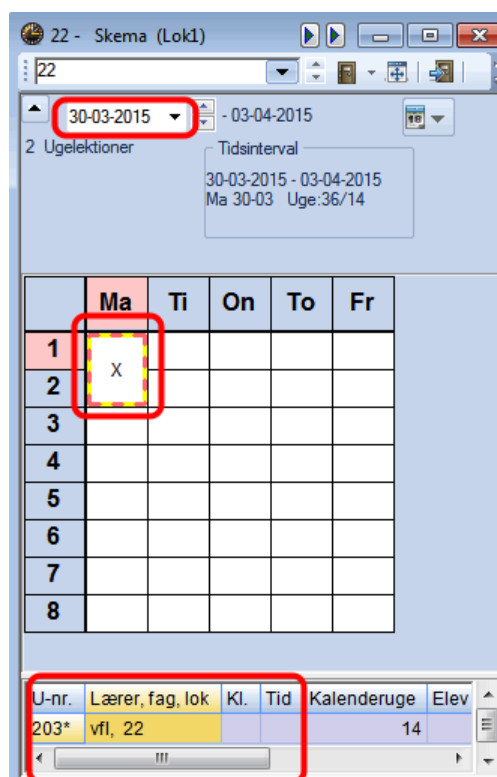 22 - Skema (Lok1)
22
30-03-2015 - 03-04-2015
18
2 Ugelektioner
Tidsinterval
30-03-2015 - 03-04-2015
Ma 30-03 Uge:36/14
Ma Ti On To Fr
1
X
2
3
4
5
6
7
8
U-nr. Lærer, fag, lok Kl. Tid Kalenderuge Elev
203* vfl, 22 14